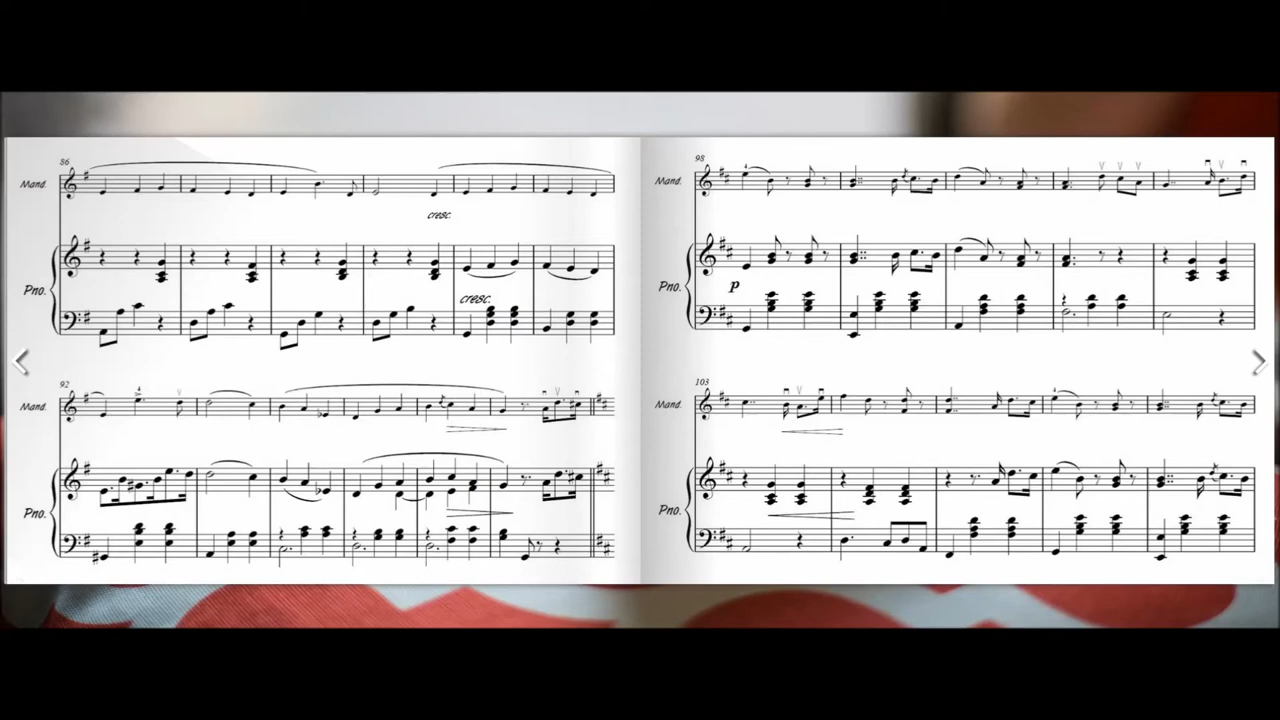 86
Mand.
cresc.
Pno.
cresc.
92
Mand.
Pno.
98
Mand.
Pno.
p
103
Mand.
Pno.